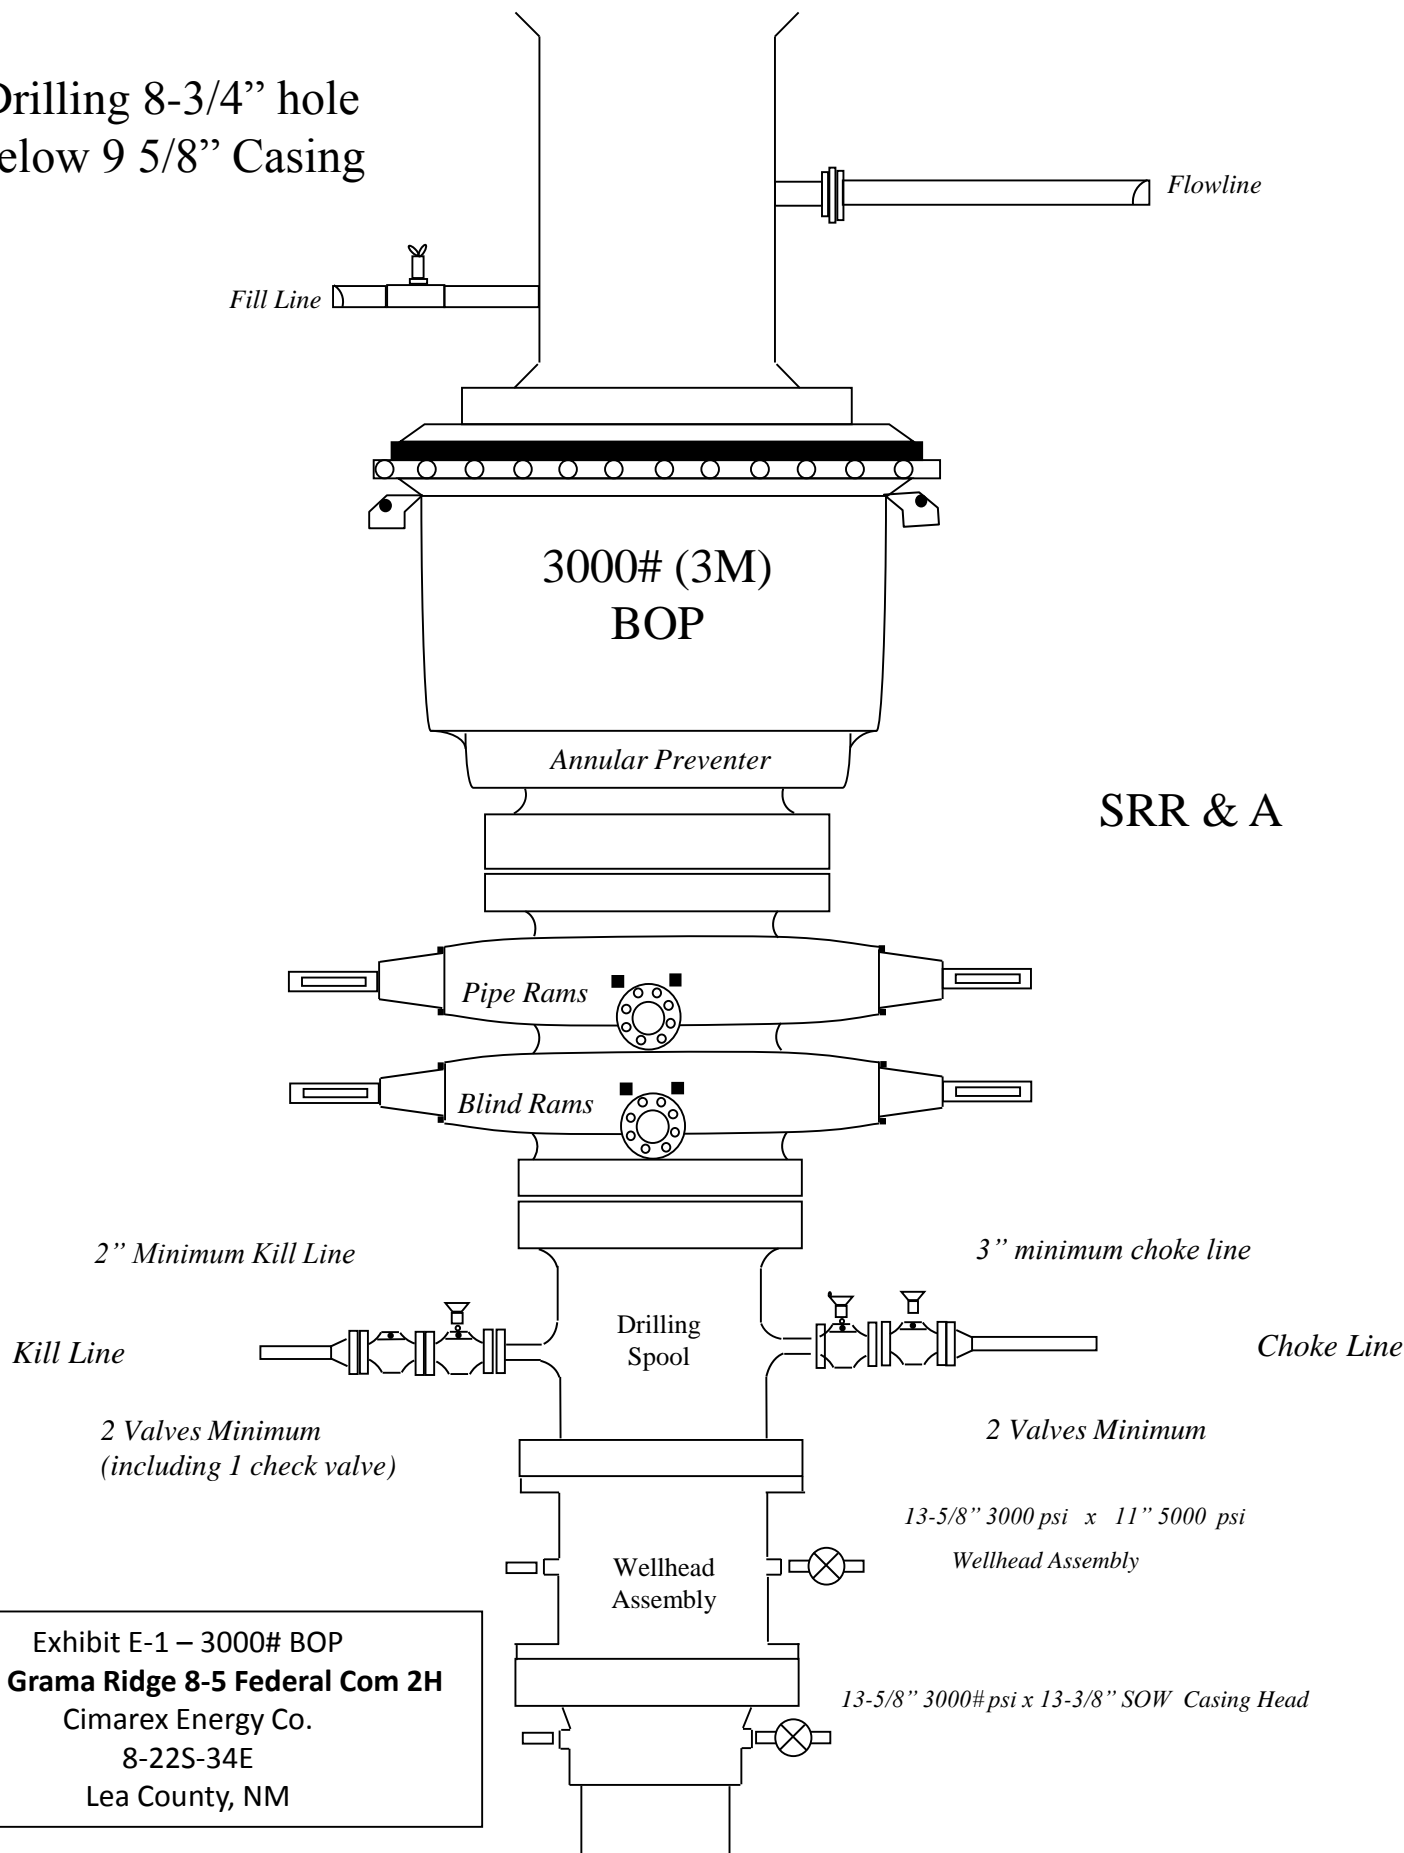 Drilling 8-3/4” hole
elow 9 5/8” Casing
Flowline
Fill Line
3000# (3M)
BOP
Annular Preventer
SRR & A
Pipe Rams
Blind Rams
2” Minimum Kill Line
3” minimum choke line
Drilling
Spool
Kill Line
Choke Line
2 Valves Minimum
(including 1 check valve)
2 Valves Minimum
13-5/8” 3000 psi x 11” 5000 psi
Wellhead Assembly
Wellhead
Assembly
Exhibit E-1 – 3000# BOP
Grama Ridge 8-5 Federal Com 2H
Cimarex Energy Co.
8-22S-34E
Lea County, NM
13-5/8” 3000# psi x 13-3/8” SOW Casing Head